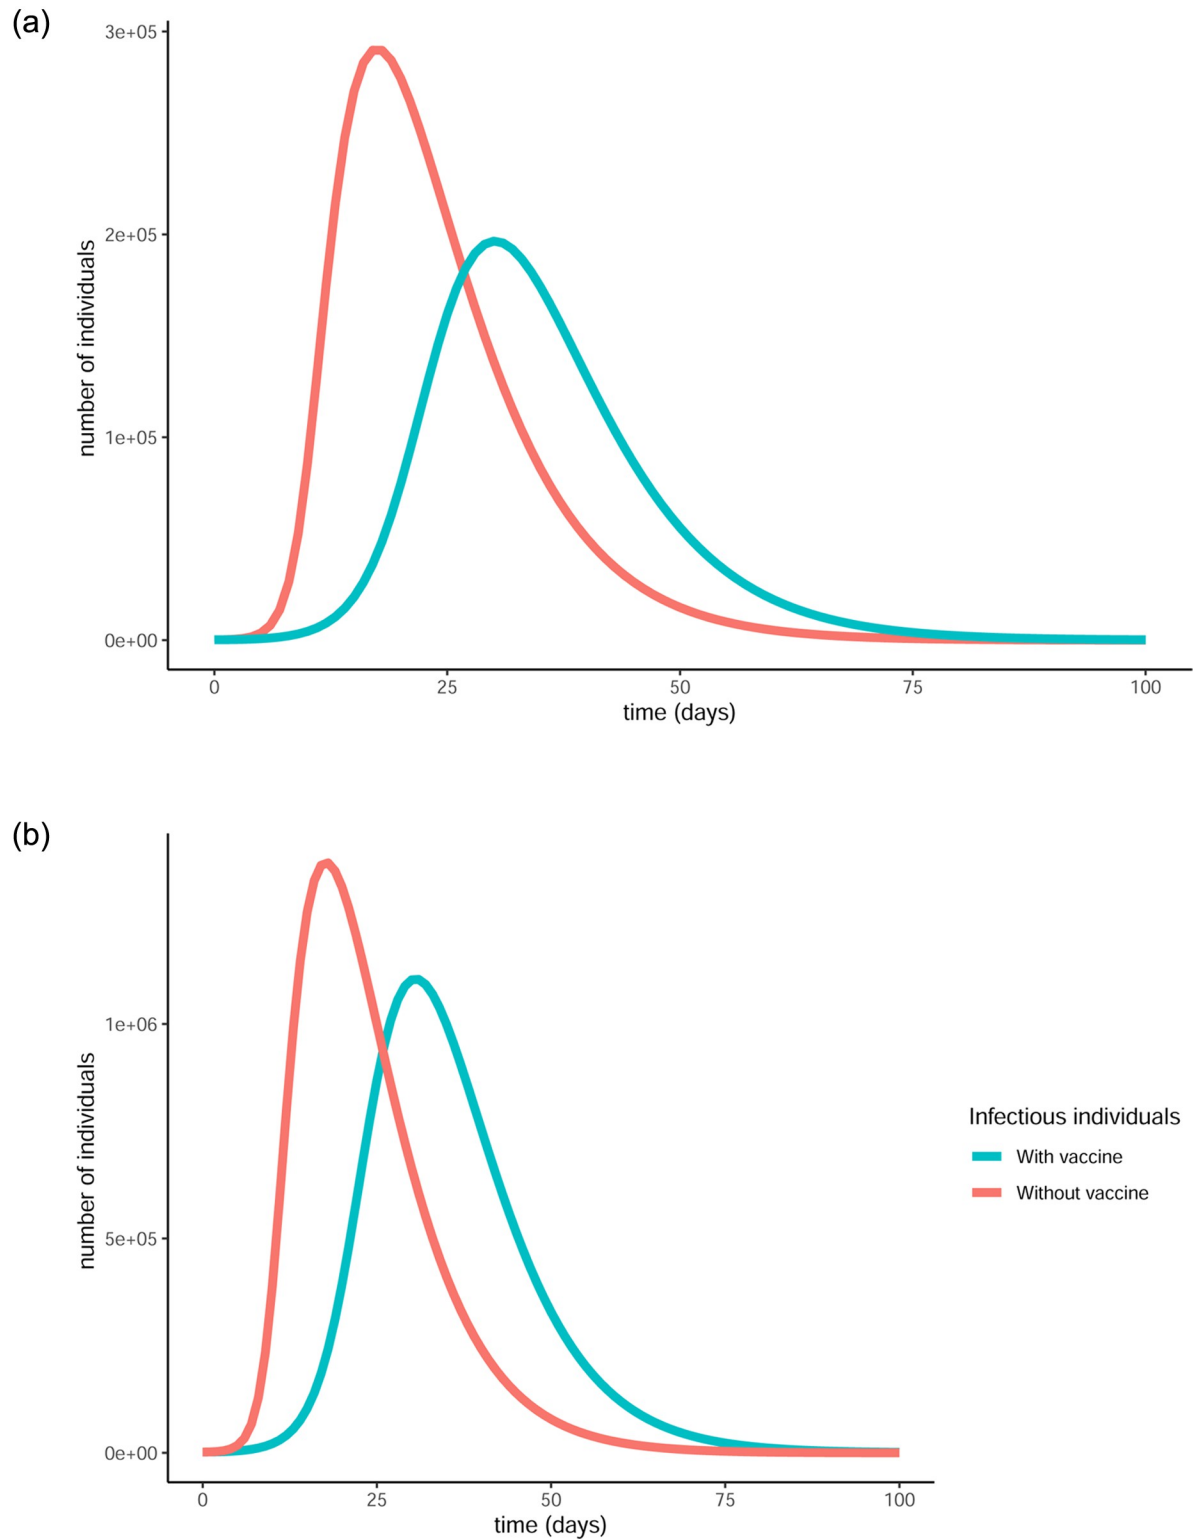 (a)
3e+05
2e+05
1e+05
0e+00
number of individuals
0 25 50 75 100
time (days)
(b)
1e+06
5e+05
0e+00
number of individuals
0 25 50 75 100
time (days)
Infectious individuals
With vaccine
Without vaccine